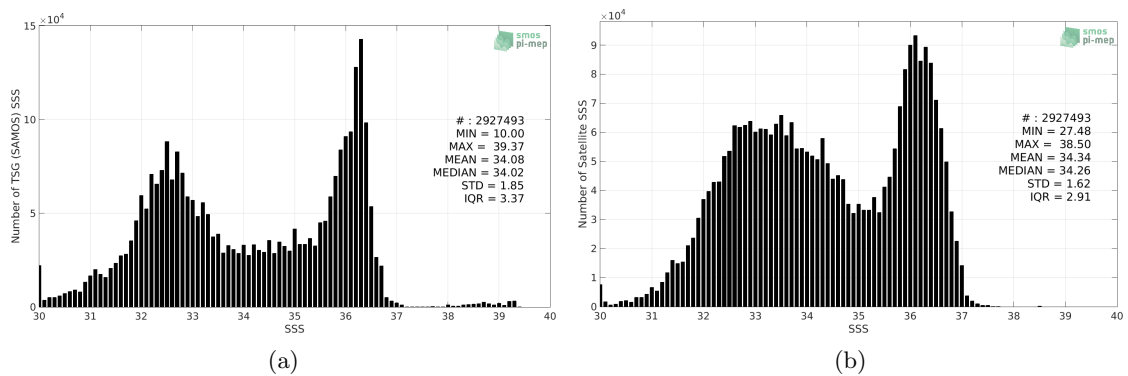 ×10⁴
15
10
5
0
Number of TSG (SAMOS) SSS
smos
pi-mep
# : 2927493
MIN = 10.00
MAX = 39.37
MEAN = 34.08
MEDIAN = 34.02
STD = 1.85
IQR = 3.37
30 31 32 33 34 35 36 37 38 39 40
SSS
(a)
×10⁴
9
8
7
6
5
4
3
2
1
0
Number of Satellite SSS
smos
pi-mep
# : 2927493
MIN = 27.48
MAX = 38.50
MEAN = 34.34
MEDIAN = 34.26
STD = 1.62
IQR = 2.91
30 31 32 33 34 35 36 37 38 39 40
SSS
(b)